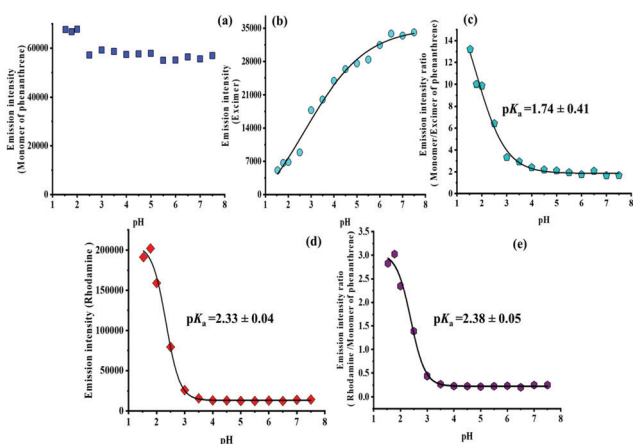 (a)
Emission intensity
(Monomer of phenanthrene)
60000
40000
20000
0
1 2 3 4 5 6 7 8
pH
(b)
Emission intensity
(Excimer)
35000
28000
21000
14000
7000
0
1 2 3 4 5 6 7 8
pH
(c)
Emission intensity ratio
( Monomer/Excimer of phenanthrene)
14
12
10
8
6
4
2
0
pKa =1.74 ± 0.41
1 2 3 4 5 6 7 8
pH
(d)
Emission intensity (Rhodamine )
200000
150000
100000
50000
0
pKa =2.33 ± 0.04
1 2 3 4 5 6 7 8
pH
(e)
Emission intensity ratio
( Rhodamine /Monomer of phenanthrene)
3.5
3.0
2.5
2.0
1.5
1.0
0.5
0.0
pKa =2.38 ± 0.05
1 2 3 4 5 6 7 8
pH